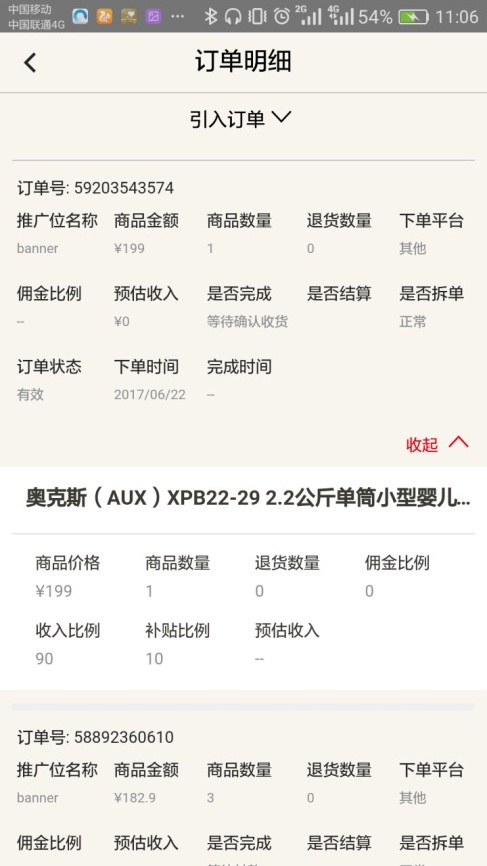 中国移动
中国联通4G
2G 4G 54% 11:06
订单明细
引入订单
订单号: 59203543574
推广位名称 商品金额 商品数量 退货数量 下单平台
banner ¥199 1 0 其他
佣金比例 预估收入 是否完成 是否结算 是否拆单
-- ¥0 等待确认收货 正常
订单状态 下单时间 完成时间
有效 2017/06/22 --
收起
奥克斯（AUX）XPB22-29 2.2公斤单筒小型婴儿...
商品价格 商品数量 退货数量 佣金比例
¥199 1 0 0
收入比例 补贴比例 预估收入
90 10 --
订单号: 58892360610
推广位名称 商品金额 商品数量 退货数量 下单平台
banner ¥182.9 3 0 其他
佣金比例 预估收入 是否完成 是否结算 是否拆单